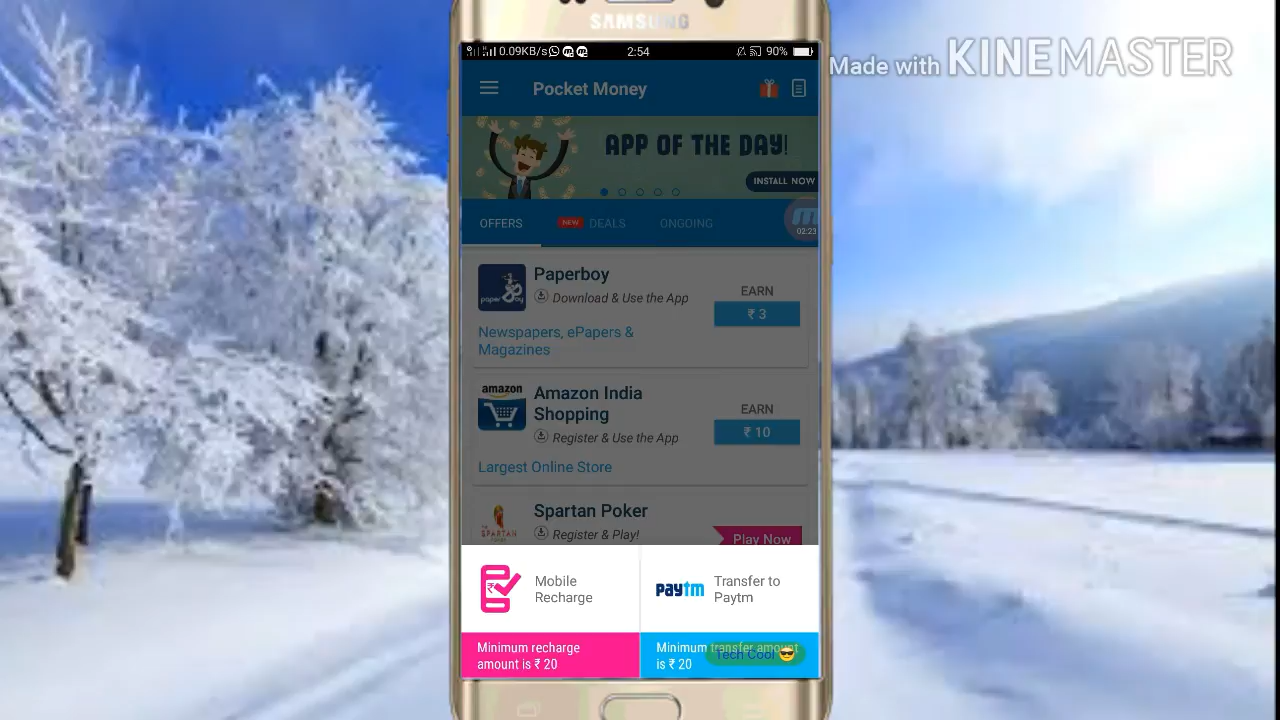 SAMSUNG
Made with KINEMASTER
0.09KB/s 2:54 90%
Pocket Money
APP OF THE DAY!
INSTALL NOW
OFFERS NEW DEALS ONGOING
02:23
Paperboy
Download & Use the App
EARN
₹ 3
Newspapers, ePapers &
Magazines
amazon
Amazon India
Shopping
Register & Use the App
EARN
₹ 10
Largest Online Store
Spartan Poker
SPARTAN
Register & Play!
Play Now
Mobile
Recharge
paytm
Transfer to
Paytm
Minimum recharge
amount is ₹ 20
Minimum transfer amount
is ₹ 20
Tech Cool